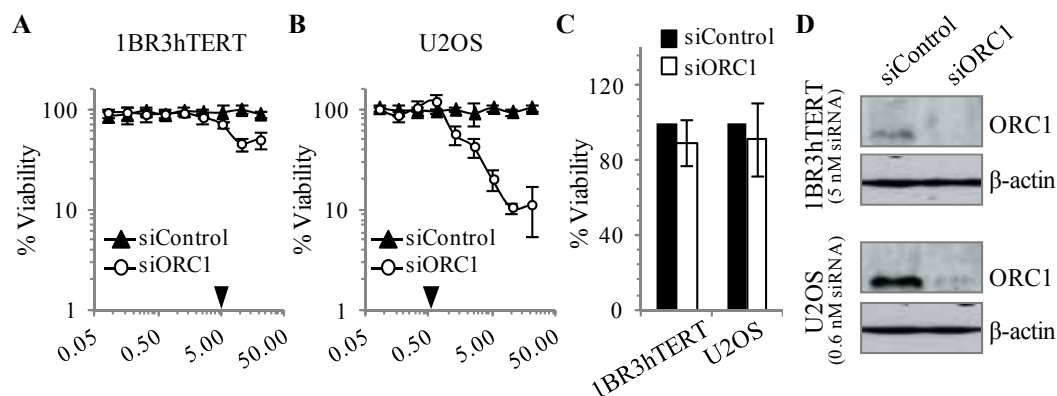 A
1BR3hTERT
% Viability
100
10
1
siControl
siORC1
0.05
0.50
5.00
50.00
B
U2OS
% Viability
100
10
1
siControl
siORC1
0.05
0.50
5.00
50.00
C
siControl
siORC1
% Viability
120
80
40
0
1BR3hTERT
U2OS
D
siControl
siORC1
1BR3hTERT
(5 nM siRNA)
ORC1
β-actin
U2OS
(0.6 nM siRNA)
ORC1
β-actin